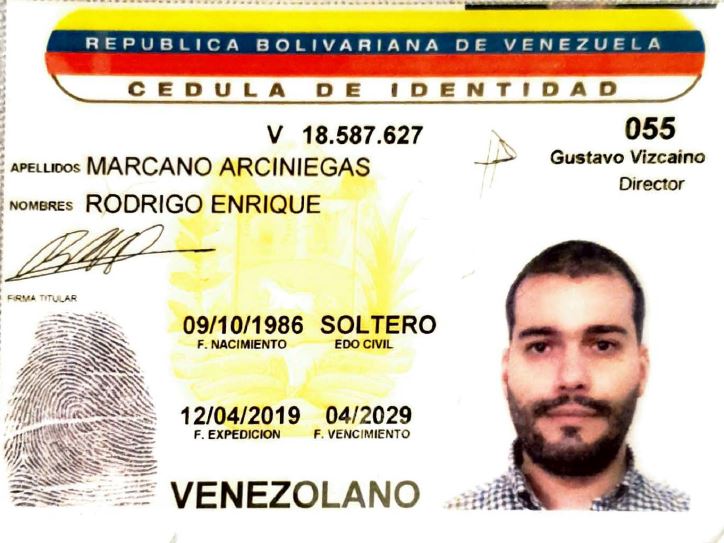 REPUBLICA BOLIVARIANA DE VENEZUELA
CEDULA DE IDENTIDAD
V 18.587.627
055
Gustavo Vizcaino
Director
APELLIDOS MARCANO ARCINIEGAS
NOMBRES RODRIGO ENRIQUE
FIRMA TITULAR
09/10/1986 SOLTERO
F. NACIMIENTO EDO CIVIL
12/04/2019 04/2029
F. EXPEDICION F. VENCIMIENTO
VENEZOLANO